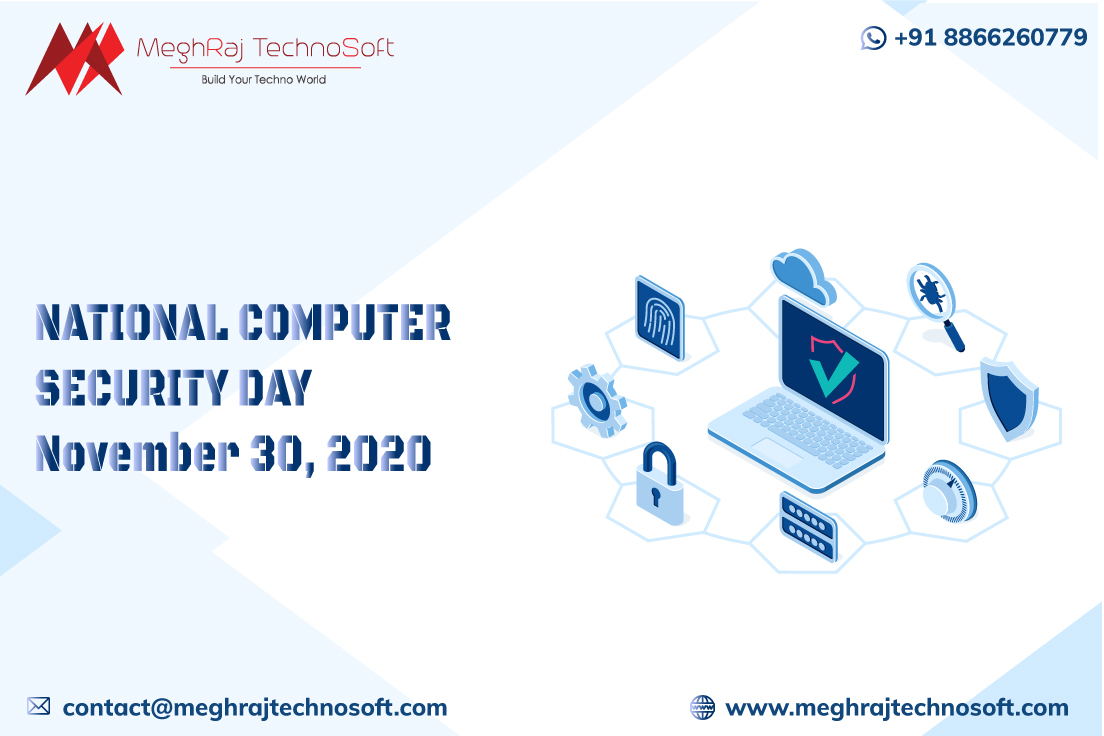 MeghRaj TechnoSoft
Build Your Techno World
+91 8866260779
NATIONAL COMPUTER
SECURITY DAY
November 30, 2020
contact@meghrajtechnosoft.com
www.meghrajtechnosoft.com